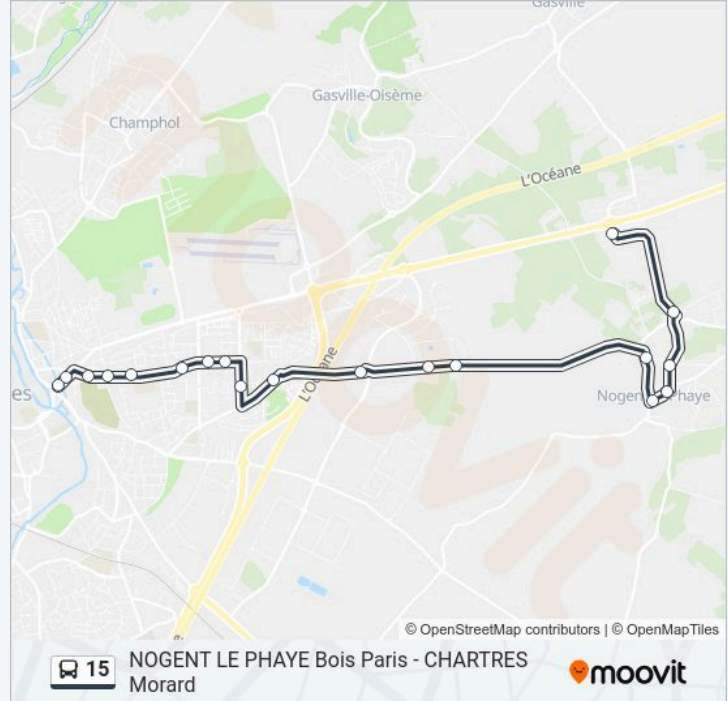 Gasville
Gasville-Oisème
Champhol
L'Océane
L'Océane
es
Nogent Phaye
e
© OpenStreetMap contributors | © OpenMapTiles
15
NOGENT LE PHAYE Bois Paris - CHARTRES
Morard
moovit